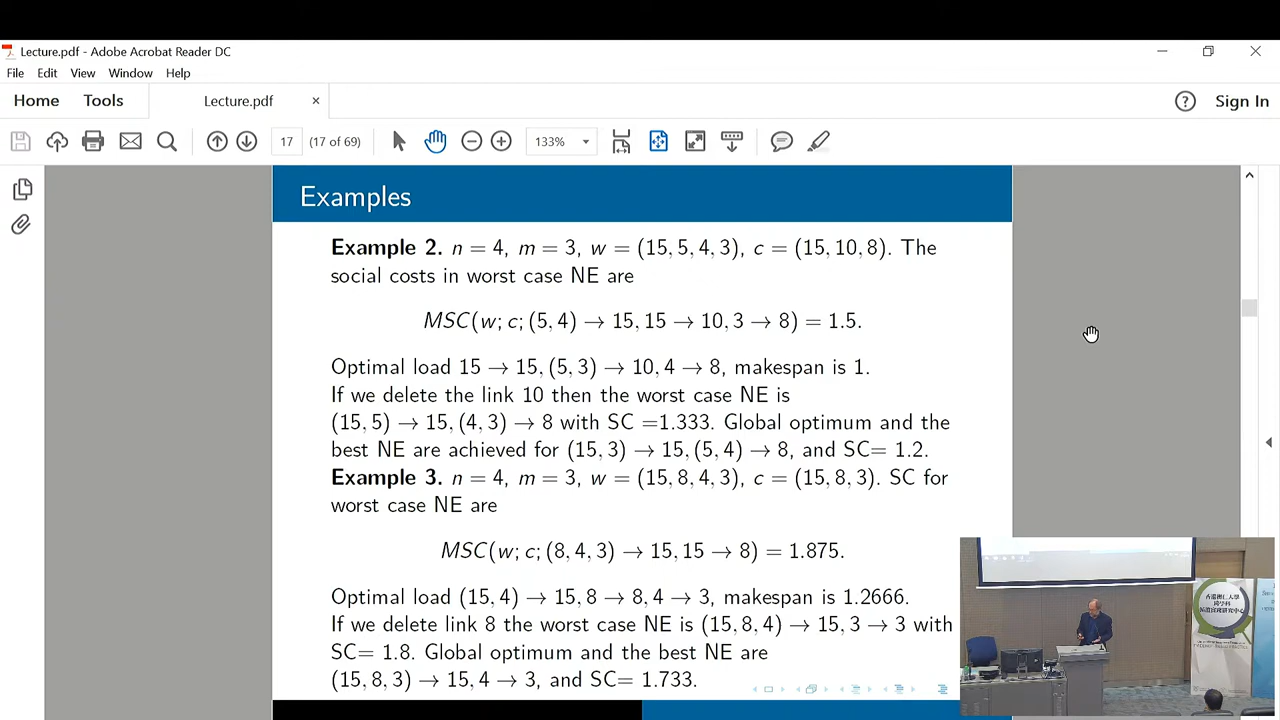 Lecture.pdf - Adobe Acrobat Reader DC
File Edit View Window Help
Home Tools Lecture.pdf × ? Sign In
17 (17 of 69) 133%
Examples
Example 2. n = 4, m = 3, w = (15, 5, 4, 3), c = (15, 10, 8). The
social costs in worst case NE are
MSC(w; c; (5, 4) → 15, 15 → 10, 3 → 8) = 1.5.
Optimal load 15 → 15, (5, 3) → 10, 4 → 8, makespan is 1.
If we delete the link 10 then the worst case NE is
(15, 5) → 15, (4, 3) → 8 with SC =1.333. Global optimum and the
best NE are achieved for (15, 3) → 15, (5, 4) → 8, and SC= 1.2.
Example 3. n = 4, m = 3, w = (15, 8, 4, 3), c = (15, 8, 3). SC for
worst case NE are
MSC(w; c; (8, 4, 3) → 15, 15 → 8) = 1.875.
Optimal load (15, 4) → 15, 8 → 8, 4 → 3, makespan is 1.2666.
If we delete link 8 the worst case NE is (15, 8, 4) → 15, 3 → 3 with
SC= 1.8. Global optimum and the best NE are
(15, 8, 3) → 15, 4 → 3, and SC= 1.733.